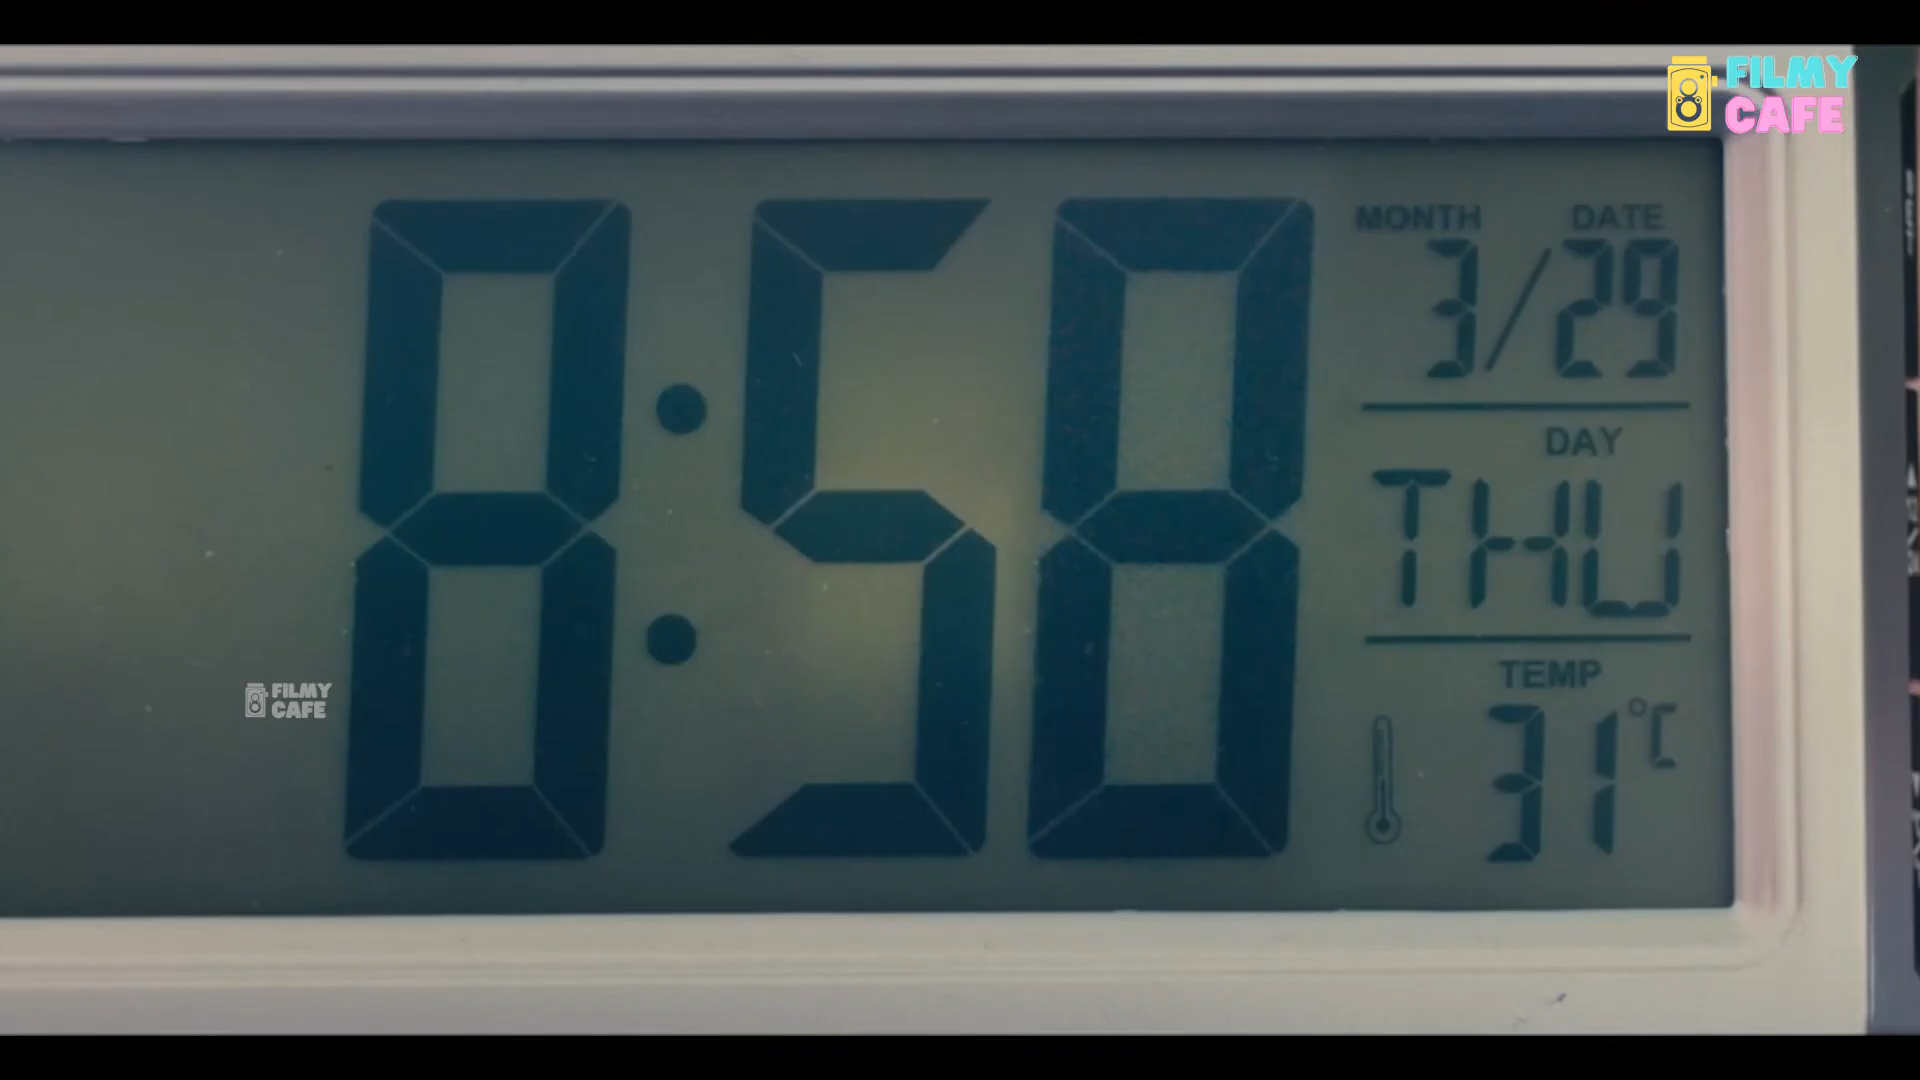 FILMY
CAFE
8:58
MONTH DATE
3/29
DAY
THU
TEMP
31°C
FILMY
CAFE